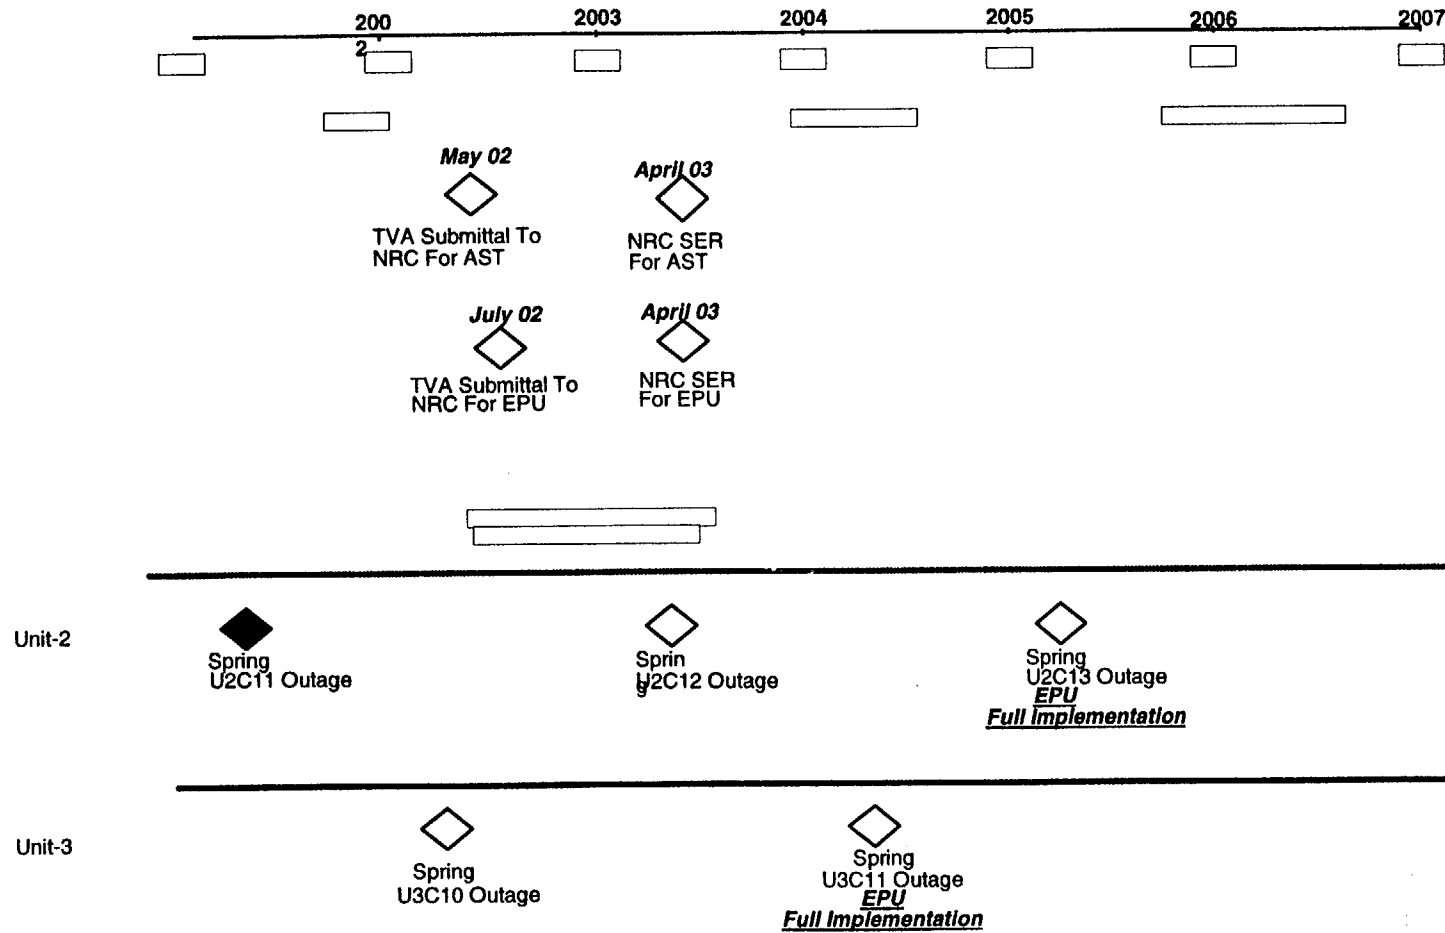 200
2
2003
2004
2005
2006
2007
May 02
April 03
TVA Submittal To
NRC For AST
NRC SER
For AST
July 02
April 03
TVA Submittal To
NRC For EPU
NRC SER
For EPU
Unit-2
Spring
U2C11 Outage
Sprin
g
U2C12 Outage
Spring
U2C13 Outage
EPU
Full Implementation
Unit-3
Spring
U3C10 Outage
Spring
U3C11 Outage
EPU
Full Implementation